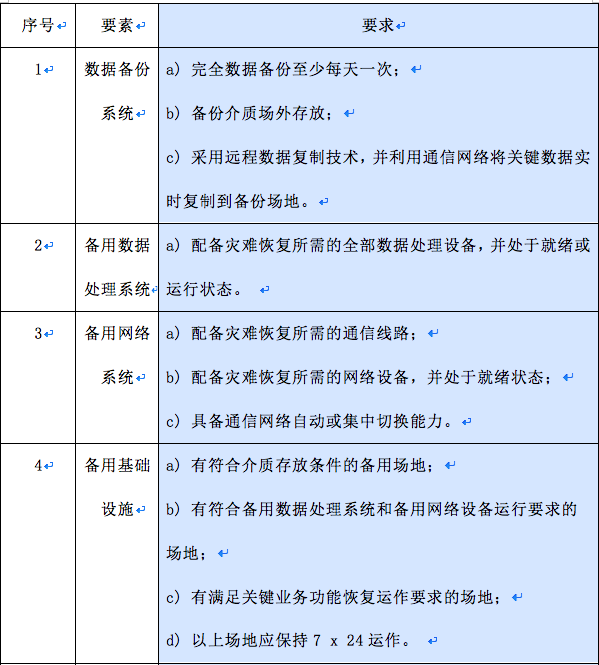 序号 要素 要求
1 数据备份 a) 完全数据备份至少每天一次；
系统 b) 备份介质场外存放；
c) 采用远程数据复制技术，并利用通信网络将关键数据实
时复制到备份场地。
2 备用数据 a) 配备灾难恢复所需的全部数据处理设备，并处于就绪或
处理系统 运行状态。
3 备用网络 a) 配备灾难恢复所需的通信线路；
系统 b) 配备灾难恢复所需的网络设备，并处于就绪状态；
c) 具备通信网络自动或集中切换能力。
4 备用基础 a) 有符合介质存放条件的备用场地；
设施 b) 有符合备用数据处理系统和备用网络设备运行要求的
场地；
c) 有满足关键业务功能恢复运作要求的场地；
d) 以上场地应保持 7 x 24 运作。